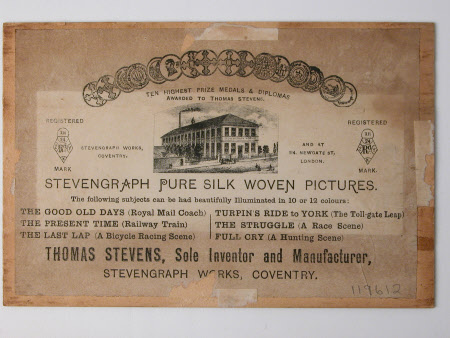 TEN HIGHEST PRIZE MEDALS & DIPLOMAS
AWARDED TO THOMAS STEVENS.
REGISTERED
REGISTERED
STEVENGRAPH WORKS,
COVENTRY.
AND AT
24, NEWGATE ST,
LONDON.
MARK
MARK
STEVENGRAPH PURE SILK WOVEN PICTURES.
The following subjects can be had beautifully Illuminated in 10 or 12 colours:
THE GOOD OLD DAYS (Royal Mail Coach)
THE PRESENT TIME (Railway Train)
THE LAST LAP (A Bicycle Racing Scene)
TURPIN'S RIDE to YORK (The Toll-gate Leap)
THE STRUGGLE (A Race Scene)
FULL CRY (A Hunting Scene)
THOMAS STEVENS, Sole Inventor and Manufacturer,
STEVENGRAPH WORKS, COVENTRY.
119612